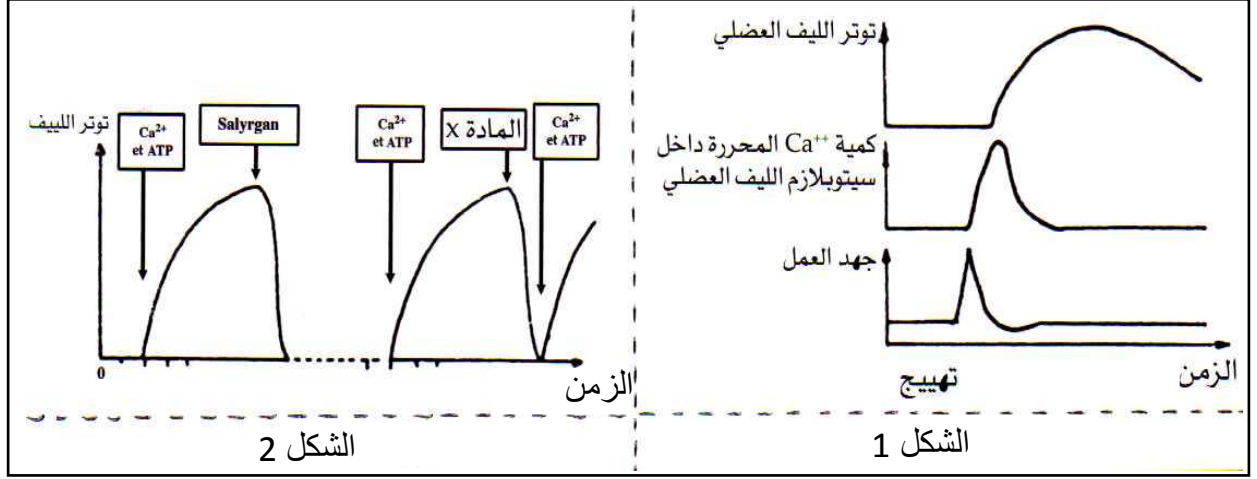 توتر الليف العضلي
كمية Ca⁺⁺ المحررة داخل
سيتوبلازم الليف العضلي
جهد العمل
الزمن
تهييج
الشكل 1
توتر اللييف
Ca²⁺
et ATP
Salyrgan
Ca²⁺
et ATP
المادة X
Ca²⁺
et ATP
0
الزمن
الشكل 2